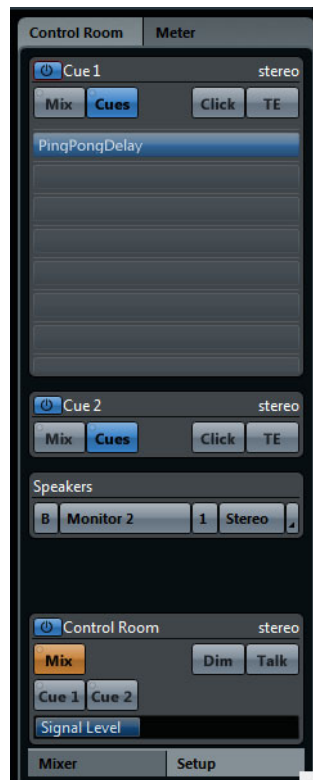 Control Room Meter
Cue 1 stereo
Mix Cues Click TE
PingPongDelay
Cue 2 stereo
Mix Cues Click TE
Speakers
B Monitor 2 1 Stereo
Control Room stereo
Mix Dim Talk
Cue 1 Cue 2
Signal Level
Mixer Setup